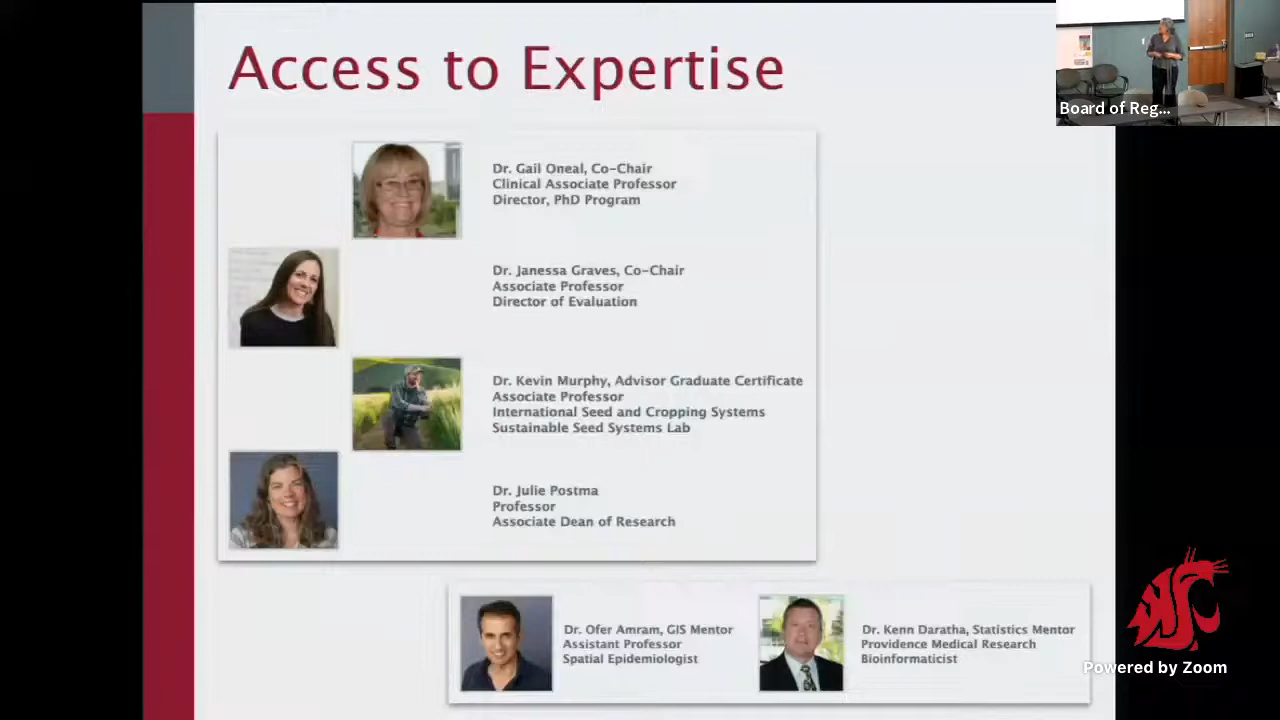 Access to Expertise
Board of Reg...
Dr. Gail Oneal, Co-Chair
Clinical Associate Professor
Director, PhD Program
Dr. Janessa Graves, Co-Chair
Associate Professor
Director of Evaluation
Dr. Kevin Murphy, Advisor Graduate Certificate
Associate Professor
International Seed and Cropping Systems
Sustainable Seed Systems Lab
Dr. Julie Postma
Professor
Associate Dean of Research
Dr. Ofer Amram, GIS Mentor
Assistant Professor
Spatial Epidemiologist
Dr. Kenn Daratha, Statistics Mentor
Providence Medical Research
Bioinformaticist
Powered by Zoom